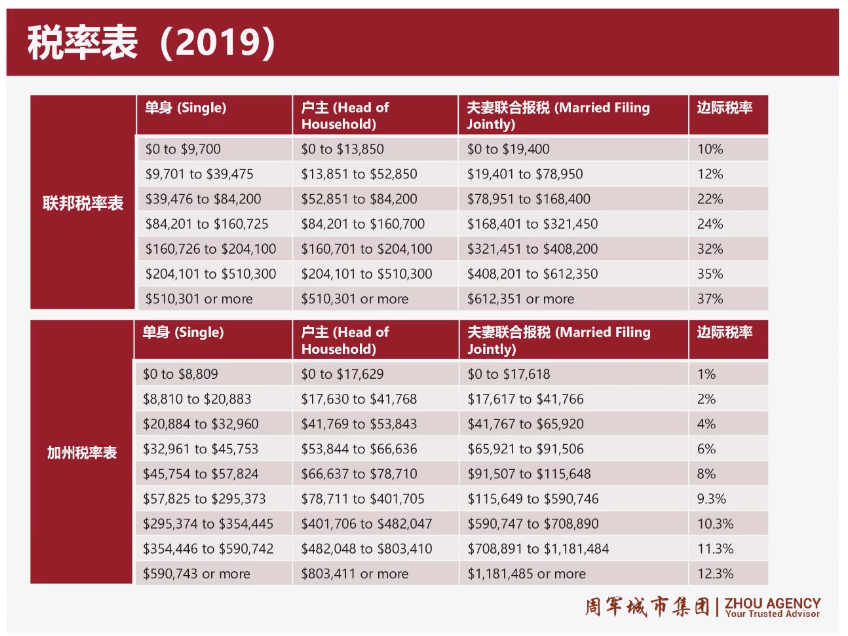 税率表（2019）
单身 (Single)
户主 (Head of
Household)
夫妻联合报税 (Married Filing
Jointly)
边际税率
联邦税率表
$0 to $9,700 $0 to $13,850 $0 to $19,400 10%
$9,701 to $39,475 $13,851 to $52,850 $19,401 to $78,950 12%
$39,476 to $84,200 $52,851 to $84,200 $78,951 to $168,400 22%
$84,201 to $160,725 $84,201 to $160,700 $168,401 to $321,450 24%
$160,726 to $204,100 $160,701 to $204,100 $321,451 to $408,200 32%
$204,101 to $510,300 $204,101 to $510,300 $408,201 to $612,350 35%
$510,301 or more $510,301 or more $612,351 or more 37%
单身 (Single)
户主 (Head of
Household)
夫妻联合报税 (Married Filing
Jointly)
边际税率
加州税率表
$0 to $8,809 $0 to $17,629 $0 to $17,618 1%
$8,810 to $20,883 $17,630 to $41,768 $17,617 to $41,766 2%
$20,884 to $32,960 $41,769 to $53,843 $41,767 to $65,920 4%
$32,961 to $45,753 $53,844 to $66,636 $65,921 to $91,506 6%
$45,754 to $57,824 $66,637 to $78,710 $91,507 to $115,648 8%
$57,825 to $295,373 $78,711 to $401,705 $115,649 to $590,746 9.3%
$295,374 to $354,445 $401,706 to $482,047 $590,747 to $708,890 10.3%
$354,446 to $590,742 $482,048 to $803,410 $708,891 to $1,181,484 11.3%
$590,743 or more $803,411 or more $1,181,485 or more 12.3%
周军城市集团 | ZHOU AGENCY
Your Trusted Advisor